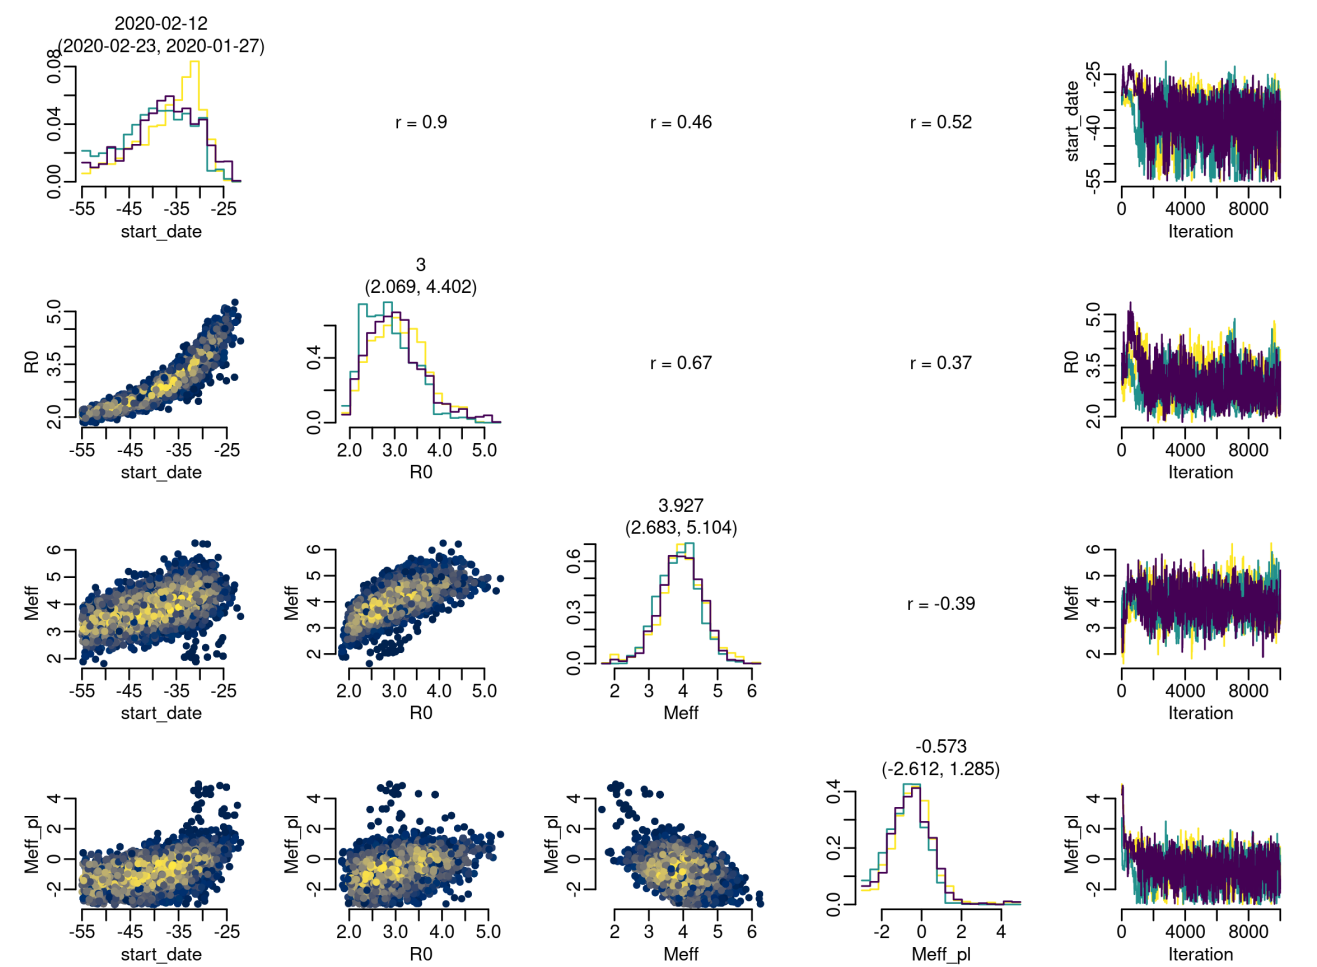 2020-02-12
(2020-02-23, 2020-01-27)
0.00 0.04 0.08
-55 -45 -35 -25
start_date
r = 0.9
r = 0.46
r = 0.52
-55 -40 -25
start_date
0 4000 8000
Iteration
2.0 3.5 5.0
R0
-55 -45 -35 -25
start_date
3
(2.069, 4.402)
0.0 0.4
2.0 3.0 4.0 5.0
R0
r = 0.67
r = 0.37
2.0 3.5 5.0
R0
0 4000 8000
Iteration
2 3 4 5 6
Meff
-55 -45 -35 -25
start_date
2 3 4 5 6
Meff
2.0 3.0 4.0 5.0
R0
3.927
(2.683, 5.104)
0.0 0.3 0.6
2 3 4 5 6
Meff
r = -0.39
2 3 4 5 6
Meff
0 4000 8000
Iteration
-2 0 2 4
Meff_pl
-55 -45 -35 -25
start_date
-2 0 2 4
Meff_pl
2.0 3.0 4.0 5.0
R0
-2 0 2 4
Meff_pl
2 3 4 5 6
Meff
-0.573
(-2.612, 1.285)
0.0 0.2 0.4
-2 0 2 4
Meff_pl
-2 0 2 4
Meff_pl
0 4000 8000
Iteration